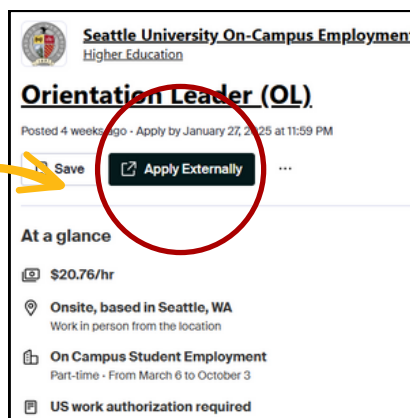 Seattle University On-Campus Employment
Higher Education
Orientation Leader (OL)
Posted 4 weeks ago · Apply by January 27, 2025 at 11:59 PM
Save Apply Externally ...
At a glance
$20.76/hr
Onsite, based in Seattle, WA
Work in person from the location
On Campus Student Employment
Part-time · From March 6 to October 3
US work authorization required